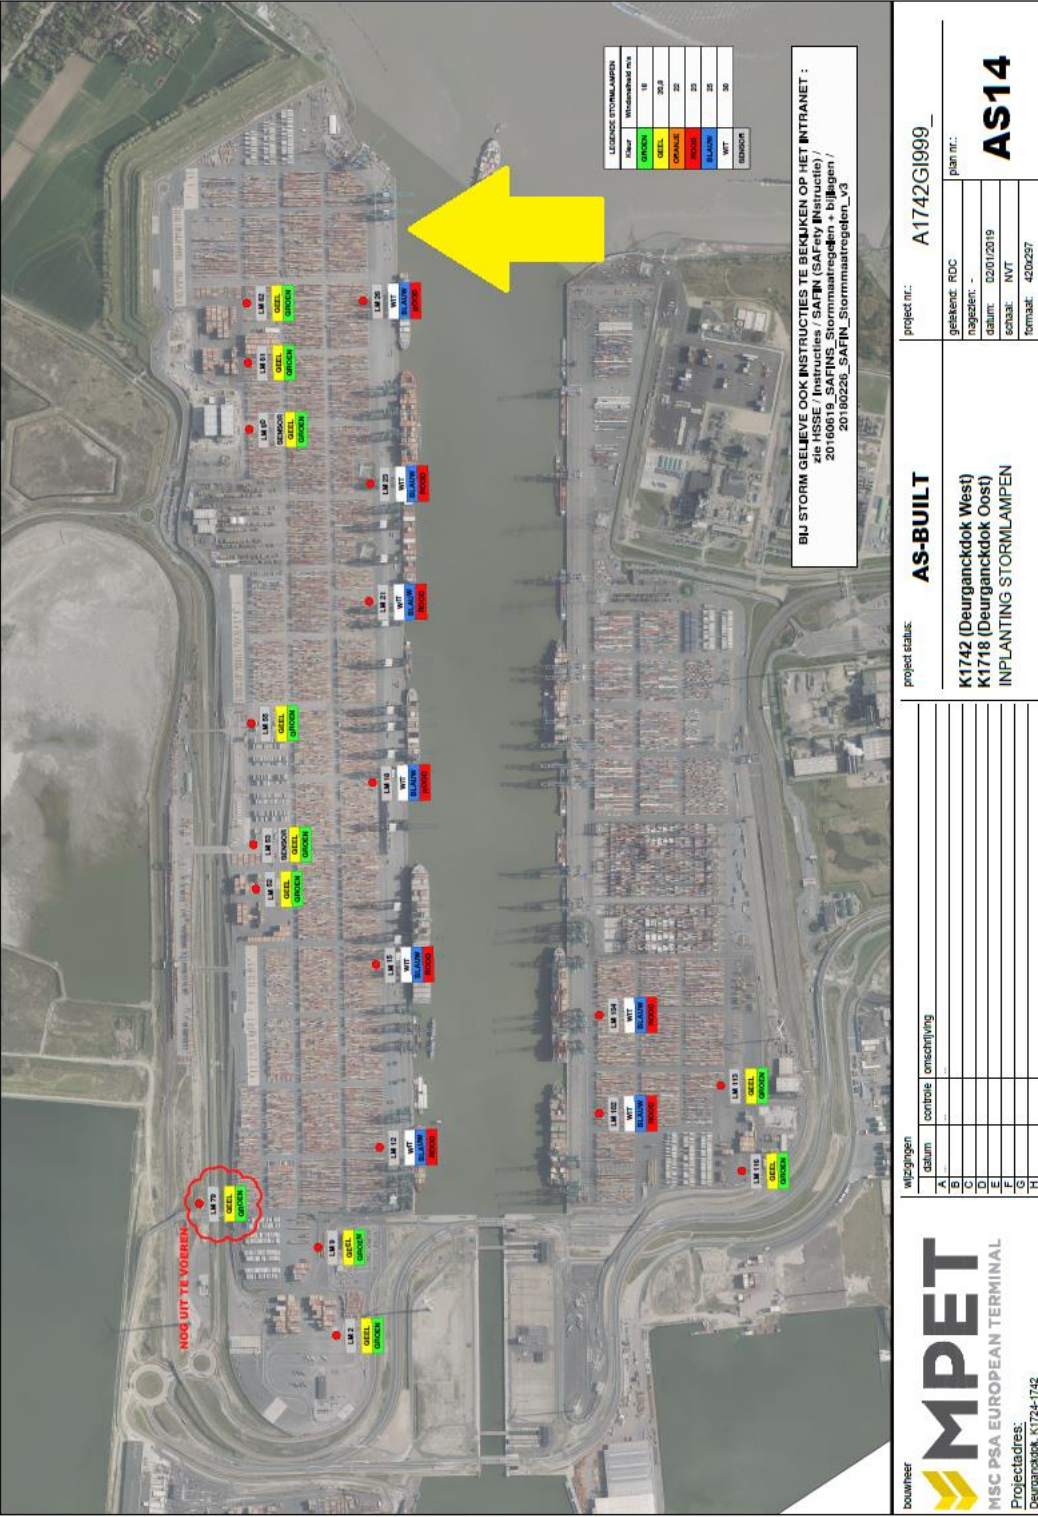 LEGENDE STORMLAMPEN
Kleur Windsnelheid m/s
GROEN 18
GEEL 20,8
ORANJE 22
ROOD 23
BLAUW 25
WIT 30
SENSOR
BIJ STORM GELIEVE OOK INSTRUCTIES TE BEKIJKEN OP HET INTRANET :
zie HSSE / Instructies / SAFIN (SAFety INstructie) /
20160619_SAFINS_Stormmaatregelen + bijlagen /
20180226_SAFIN_Stormmaatregelen_v3
NOG UIT TE VOEREN
LM 70
GEEL
GROEN
LM 2
GEEL
GROEN
LM 9
GEEL
GROEN
LM 52
GEEL
GROEN
LM 53
SENSOR
GEEL
GROEN
LM 55
GEEL
GROEN
LM 60
SENSOR
GEEL
GROEN
LM 61
GEEL
GROEN
LM 62
GEEL
GROEN
LM 12
WIT
BLAUW
ROOD
LM 15
WIT
BLAUW
ROOD
LM 18
WIT
BLAUW
ROOD
LM 21
WIT
BLAUW
ROOD
LM 23
WIT
BLAUW
ROOD
LM 26
WIT
BLAUW
ROOD
LM 102
WIT
BLAUW
ROOD
LM 104
WIT
BLAUW
ROOD
LM 116
GEEL
GROEN
LM 113
GEEL
GROEN
bouwheer
MPET
MSC PSA EUROPEAN TERMINAL
Projectadres:
Deurganckdok, K1724-1742
wijzigingen
datum controle omschrijving
A ... ...
B
C
D
E
F
G
H
project status:
AS-BUILT
K1742 (Deurganckdok West)
K1718 (Deurganckdok Oost)
INPLANTING STORMLAMPEN
project nr.: A1742GI999_
getekend: RDC
nagezien: -
datum: 02/01/2019
schaal: NVT
formaat: 420x297
plan nr.:
AS14